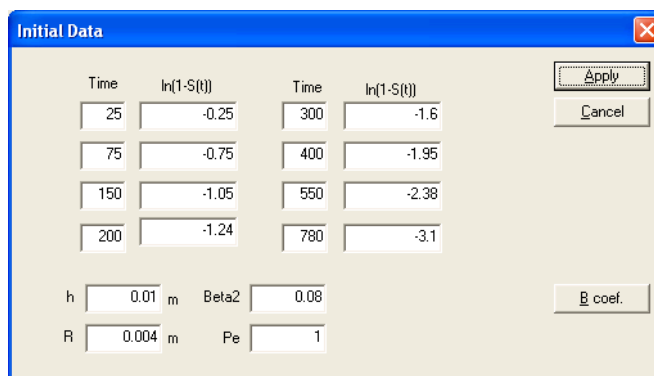 Initial Data
Time ln(1-S(t)) Time ln(1-S(t)) Apply
25 -0.25 300 -1.6 Cancel
75 -0.75 400 -1.95
150 -1.05 550 -2.38
200 -1.24 780 -3.1
h 0.01 m Beta2 0.08 B coef.
R 0.004 m Pe 1